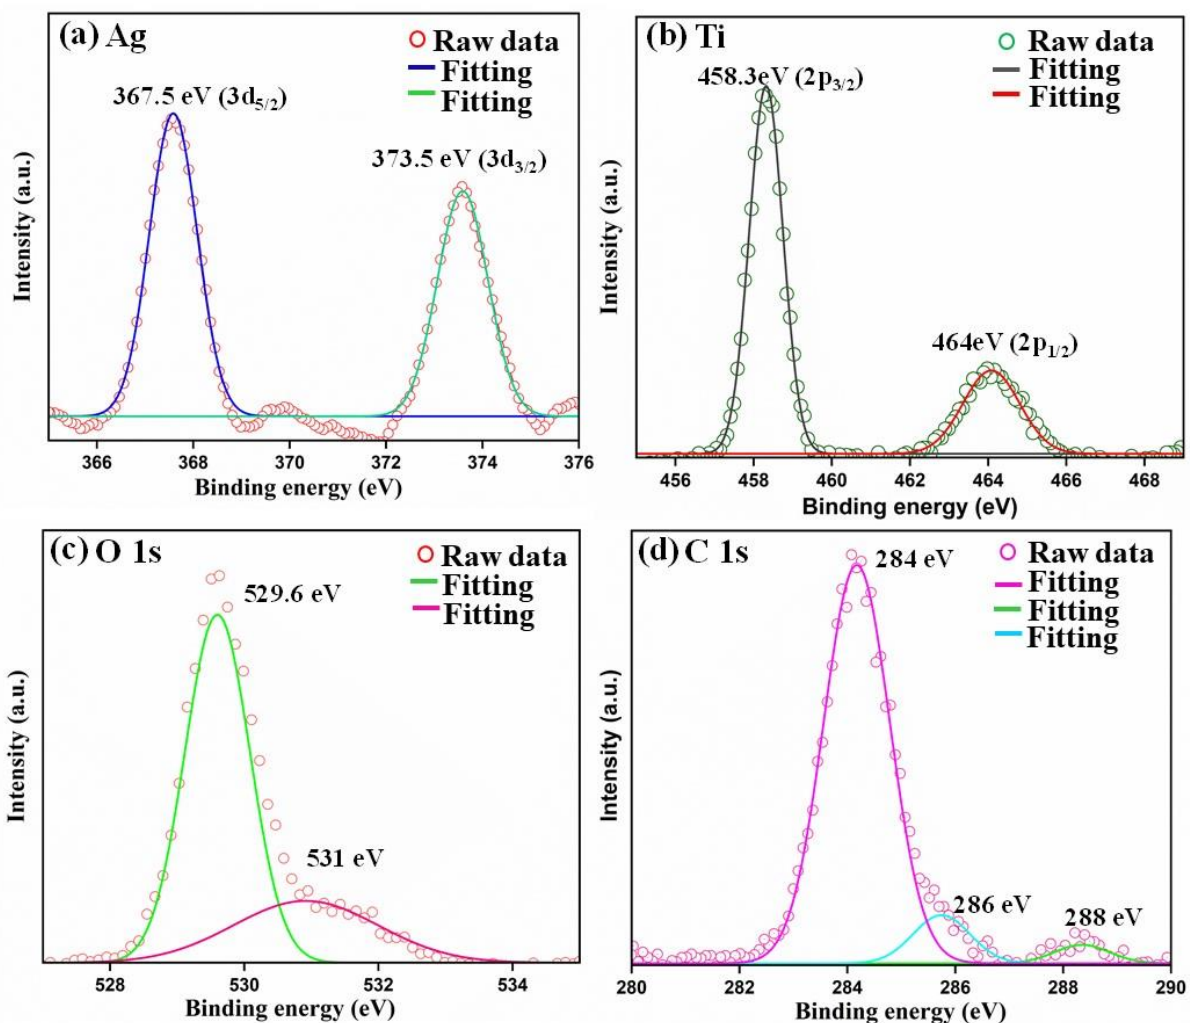 (a) Ag
Raw data
Fitting
Fitting
367.5 eV (3d5/2)
373.5 eV (3d3/2)
Intensity (a.u.)
366 368 370 372 374 376
Binding energy (eV)
(b) Ti
Raw data
Fitting
Fitting
458.3eV (2p3/2)
464eV (2p1/2)
Intensity (a.u.)
456 458 460 462 464 466 468
Binding energy (eV)
(c) O 1s
Raw data
Fitting
Fitting
529.6 eV
531 eV
Intensity (a.u.)
528 530 532 534
Binding energy (eV)
(d) C 1s
Raw data
Fitting
Fitting
Fitting
284 eV
286 eV
288 eV
Intensity (a.u.)
280 282 284 286 288 290
Binding energy (eV)